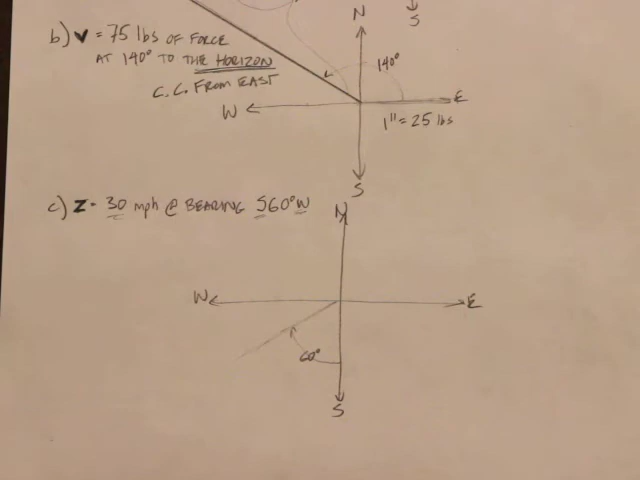 S
b) v = 75 lbs OF FORCE
AT 140° TO THE HORIZON
C.C. FROM EAST
N
140°
W
E
1" = 25 lbs
S
c) Z = 30 mph @ BEARING S60°W
N
W
E
60°
S